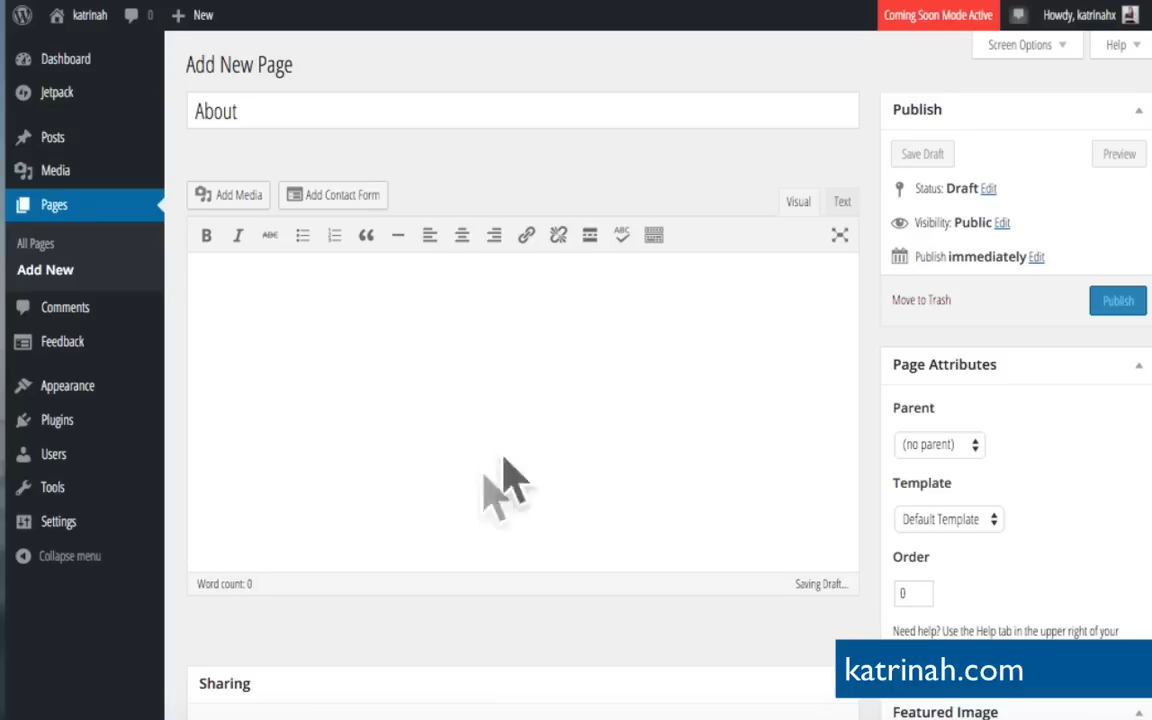 katrinah 0 New Coming Soon Mode Active Howdy, katrinahx
Screen Options Help
Dashboard
Jetpack
Posts
Media
Pages
All Pages
Add New
Comments
Feedback
Appearance
Plugins
Users
Tools
Settings
Collapse menu
Add New Page
About
Add Media Add Contact Form
Visual Text
B I ABC ABC
Word count: 0 Saving Draft...
Sharing
Publish
Save Draft Preview
Status: Draft Edit
Visibility: Public Edit
Publish immediately Edit
Move to Trash Publish
Page Attributes
Parent
(no parent)
Template
Default Template
Order
0
Need help? Use the Help tab in the upper right of your
katrinah.com
Featured Image